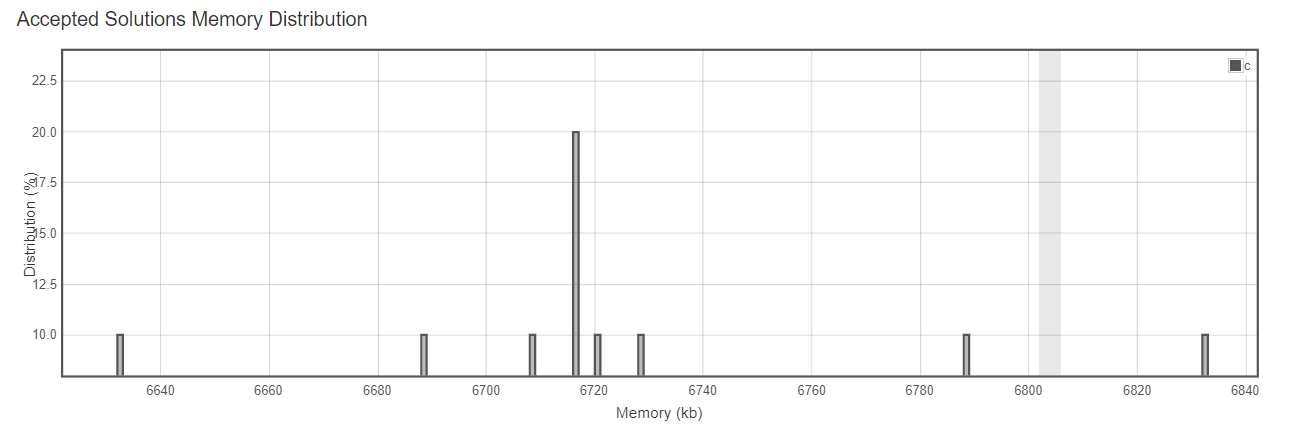 Accepted Solutions Memory Distribution
c
22.5
20.0
17.5
15.0
12.5
10.0
Distribution (%)
6640 6660 6680 6700 6720 6740 6760 6780 6800 6820 6840
Memory (kb)